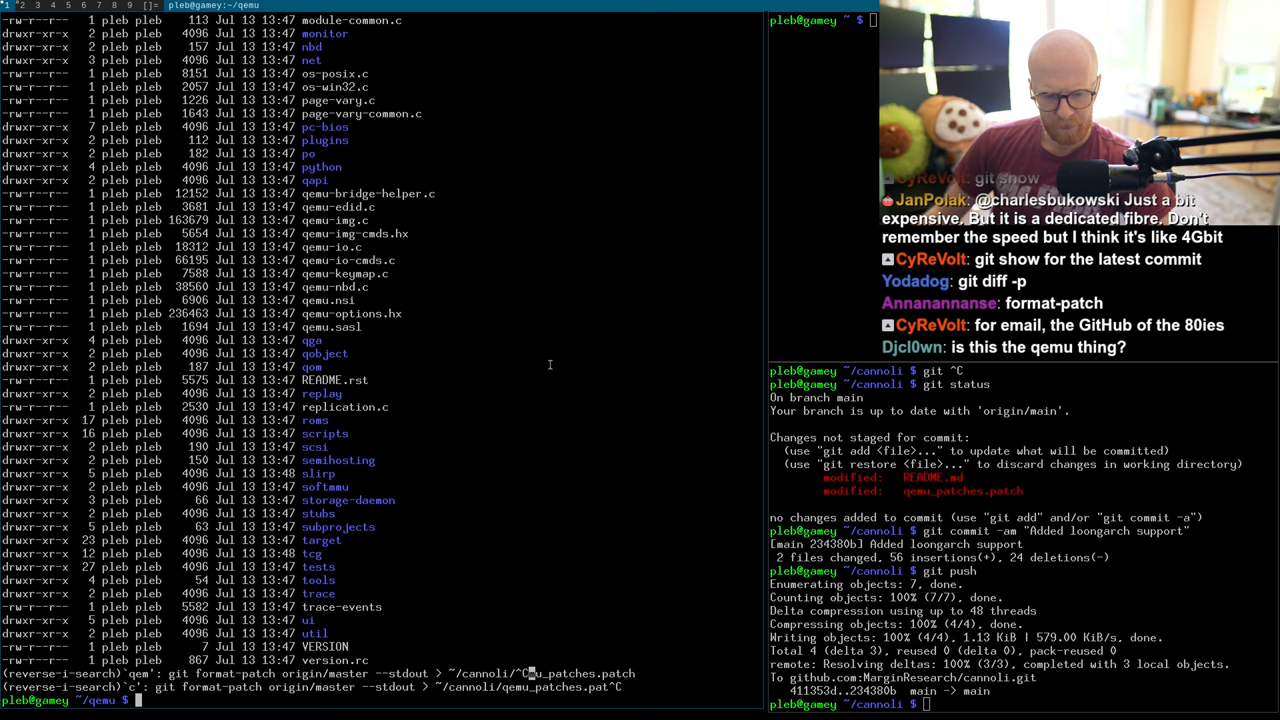 1 2 3 4 5 6 7 8 9 []= pleb@gamey:~/qemu
-rw-r--r-- 1 pleb pleb 113 Jul 13 13:47 module-common.c
drwxr-xr-x 2 pleb pleb 4096 Jul 13 13:47 monitor
drwxr-xr-x 2 pleb pleb 157 Jul 13 13:47 nbd
drwxr-xr-x 3 pleb pleb 4096 Jul 13 13:47 net
-rw-r--r-- 1 pleb pleb 8151 Jul 13 13:47 os-posix.c
-rw-r--r-- 1 pleb pleb 2057 Jul 13 13:47 os-win32.c
-rw-r--r-- 1 pleb pleb 1226 Jul 13 13:47 page-vary.c
-rw-r--r-- 1 pleb pleb 1643 Jul 13 13:47 page-vary-common.c
drwxr-xr-x 7 pleb pleb 4096 Jul 13 13:47 pc-bios
drwxr-xr-x 2 pleb pleb 112 Jul 13 13:47 plugins
drwxr-xr-x 2 pleb pleb 182 Jul 13 13:47 po
drwxr-xr-x 4 pleb pleb 4096 Jul 13 13:47 python
drwxr-xr-x 2 pleb pleb 4096 Jul 13 13:47 qapi
-rw-r--r-- 1 pleb pleb 12152 Jul 13 13:47 qemu-bridge-helper.c
-rw-r--r-- 1 pleb pleb 3681 Jul 13 13:47 qemu-edid.c
-rw-r--r-- 1 pleb pleb 163679 Jul 13 13:47 qemu-img.c
-rw-r--r-- 1 pleb pleb 5654 Jul 13 13:47 qemu-img-cmds.hx
-rw-r--r-- 1 pleb pleb 18312 Jul 13 13:47 qemu-io.c
-rw-r--r-- 1 pleb pleb 66195 Jul 13 13:47 qemu-io-cmds.c
-rw-r--r-- 1 pleb pleb 7588 Jul 13 13:47 qemu-keymap.c
-rw-r--r-- 1 pleb pleb 38560 Jul 13 13:47 qemu-nbd.c
-rw-r--r-- 1 pleb pleb 6906 Jul 13 13:47 qemu.nsi
-rw-r--r-- 1 pleb pleb 236463 Jul 13 13:47 qemu-options.hx
-rw-r--r-- 1 pleb pleb 1694 Jul 13 13:47 qemu.sasl
drwxr-xr-x 4 pleb pleb 4096 Jul 13 13:47 qga
drwxr-xr-x 2 pleb pleb 4096 Jul 13 13:47 qobject
drwxr-xr-x 2 pleb pleb 187 Jul 13 13:47 qom
-rw-r--r-- 1 pleb pleb 5575 Jul 13 13:47 README.rst
drwxr-xr-x 2 pleb pleb 4096 Jul 13 13:47 replay
-rw-r--r-- 1 pleb pleb 2530 Jul 13 13:47 replication.c
drwxr-xr-x 17 pleb pleb 4096 Jul 13 13:47 roms
drwxr-xr-x 16 pleb pleb 4096 Jul 13 13:47 scripts
drwxr-xr-x 2 pleb pleb 190 Jul 13 13:47 scsi
drwxr-xr-x 2 pleb pleb 150 Jul 13 13:47 semihosting
drwxr-xr-x 5 pleb pleb 4096 Jul 13 13:48 slirp
drwxr-xr-x 2 pleb pleb 4096 Jul 13 13:47 softmmu
drwxr-xr-x 3 pleb pleb 66 Jul 13 13:47 storage-daemon
drwxr-xr-x 2 pleb pleb 4096 Jul 13 13:47 stubs
drwxr-xr-x 5 pleb pleb 63 Jul 13 13:47 subprojects
drwxr-xr-x 23 pleb pleb 4096 Jul 13 13:47 target
drwxr-xr-x 12 pleb pleb 4096 Jul 13 13:48 tcg
drwxr-xr-x 27 pleb pleb 4096 Jul 13 13:47 tests
drwxr-xr-x 4 pleb pleb 54 Jul 13 13:47 tools
drwxr-xr-x 2 pleb pleb 4096 Jul 13 13:47 trace
-rw-r--r-- 1 pleb pleb 5582 Jul 13 13:47 trace-events
drwxr-xr-x 5 pleb pleb 4096 Jul 13 13:47 ui
drwxr-xr-x 2 pleb pleb 4096 Jul 13 13:47 util
-rw-r--r-- 1 pleb pleb 7 Jul 13 13:47 VERSION
-rw-r--r-- 1 pleb pleb 867 Jul 13 13:47 version.rc
(reverse-i-search)`qem': git format-patch origin/master --stdout > ~/cannoli/^Cmu_patches.patch
(reverse-i-search)`c': git format-patch origin/master --stdout > ~/cannoli/qemu_patches.pat^C
pleb@gamey ~/qemu $
pleb@gamey ~ $
CyReVolt: git show
JanPolak: @charlesbukowski Just a bit
expensive. But it is a dedicated fibre. Don't
remember the speed but I think it's like 4Gbit
CyReVolt: git show for the latest commit
Yodadog: git diff -p
Annanannanse: format-patch
CyReVolt: for email, the GitHub of the 80ies
Djcl0wn: is this the qemu thing?
pleb@gamey ~/cannoli $ git ^C
pleb@gamey ~/cannoli $ git status
On branch main
Your branch is up to date with 'origin/main'.
Changes not staged for commit:
(use "git add <file>..." to update what will be committed)
(use "git restore <file>..." to discard changes in working directory)
modified: README.md
modified: qemu_patches.patch
no changes added to commit (use "git add" and/or "git commit -a")
pleb@gamey ~/cannoli $ git commit -am "Added loongarch support"
[main 234380b] Added loongarch support
2 files changed, 56 insertions(+), 24 deletions(-)
pleb@gamey ~/cannoli $ git push
Enumerating objects: 7, done.
Counting objects: 100% (7/7), done.
Delta compression using up to 48 threads
Compressing objects: 100% (4/4), done.
Writing objects: 100% (4/4), 1.13 KiB | 579.00 KiB/s, done.
Total 4 (delta 3), reused 0 (delta 0), pack-reused 0
remote: Resolving deltas: 100% (3/3), completed with 3 local objects.
To github.com:MarginResearch/cannoli.git
411353d..234380b main -> main
pleb@gamey ~/cannoli $